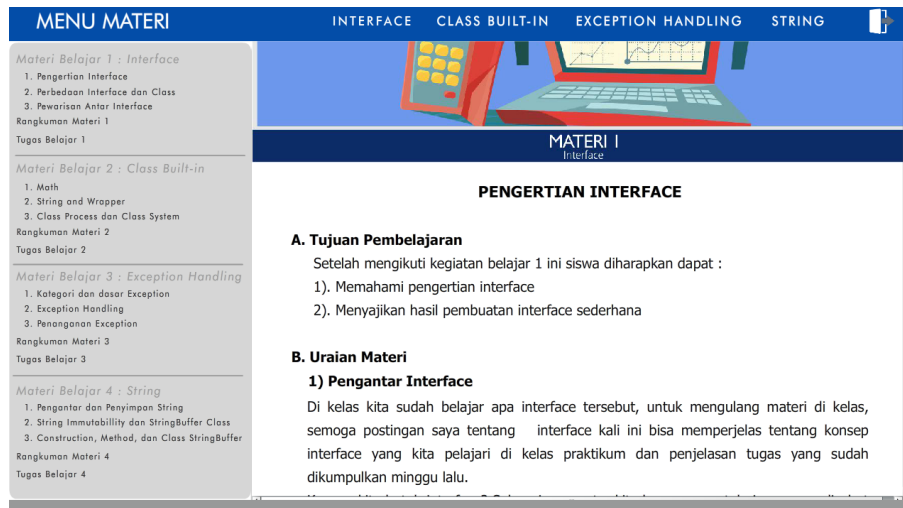 MENU MATERI
INTERFACE CLASS BUILT-IN EXCEPTION HANDLING STRING
Materi Belajar 1 : Interface
1. Pengertian Interface
2. Perbedaan Interface dan Class
3. Pewarisan Antar Interface
Rangkuman Materi 1
Tugas Belajar 1
Materi Belajar 2 : Class Built-in
1. Math
2. String and Wrapper
3. Class Process dan Class System
Rangkuman Materi 2
Tugas Belajar 2
Materi Belajar 3 : Exception Handling
1. Kategori dan dasar Exception
2. Exception Handling
3. Penanganan Exception
Rangkuman Materi 3
Tugas Belajar 3
Materi Belajar 4 : String
1. Pengantar dan Penyimpan String
2. String Immutabillity dan StringBuffer Class
3. Construction, Method, dan Class StringBuffer
Rangkuman Materi 4
Tugas Belajar 4
MATERI I
Interface
PENGERTIAN INTERFACE
A. Tujuan Pembelajaran
Setelah mengikuti kegiatan belajar 1 ini siswa diharapkan dapat :
1). Memahami pengertian interface
2). Menyajikan hasil pembuatan interface sederhana
B. Uraian Materi
1) Pengantar Interface
Di kelas kita sudah belajar apa interface tersebut, untuk mengulang materi di kelas,
semoga postingan saya tentang interface kali ini bisa memperjelas tentang konsep
interface yang kita pelajari di kelas praktikum dan penjelasan tugas yang sudah
dikumpulkan minggu lalu.